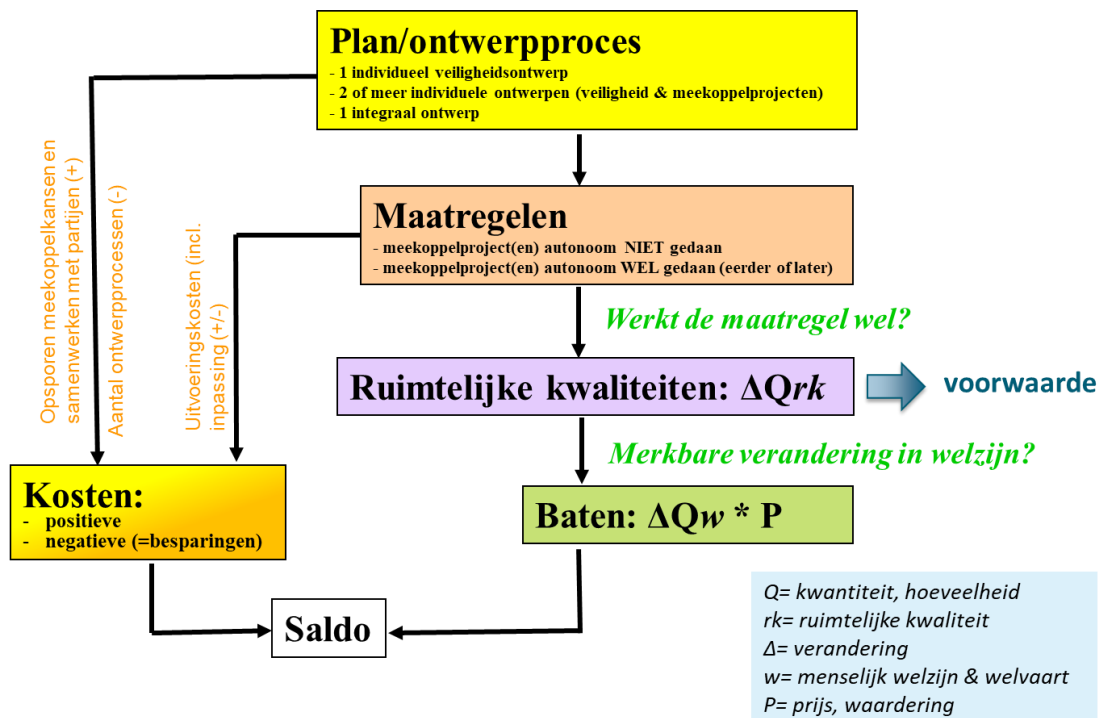 Plan/ontwerpproces
- 1 individueel veiligheidsontwerp
- 2 of meer individuele ontwerpen (veiligheid & meekoppelprojecten)
- 1 integraal ontwerp
Opsporen meekoppelkansen en
samenwerken met partijen (+)
Aantal ontwerpprocessen (-)
Uitvoeringskosten (incl.
inpassing (+/-)
Maatregelen
- meekoppelproject(en) autonoom NIET gedaan
- meekoppelproject(en) autonoom WEL gedaan (eerder of later)
Werkt de maatregel wel?
Ruimtelijke kwaliteiten: ΔQrk
voorwaarde
Merkbare verandering in welzijn?
Kosten:
- positieve
- negatieve (=besparingen)
Baten: ΔQw * P
Saldo
Q= kwantiteit, hoeveelheid
rk= ruimtelijke kwaliteit
Δ= verandering
w= menselijk welzijn & welvaart
P= prijs, waardering